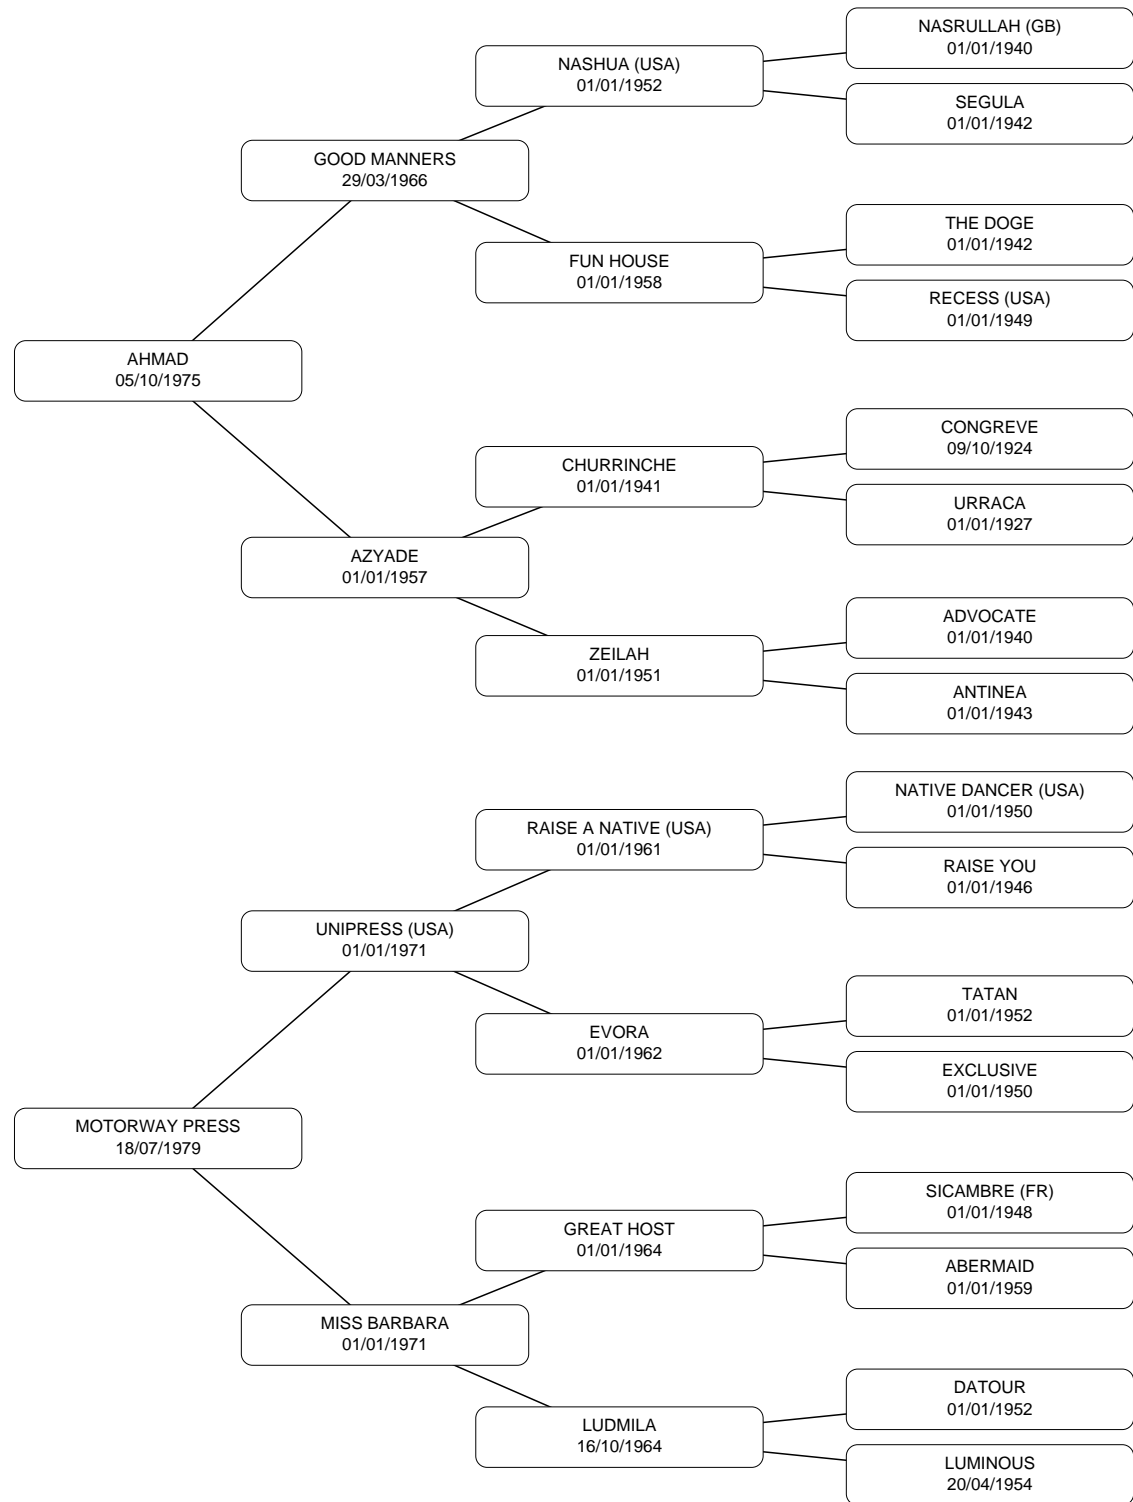 NASRULLAH (GB)
01/01/1940
NASHUA (USA)
01/01/1952
SEGULA
01/01/1942
GOOD MANNERS
29/03/1966
THE DOGE
01/01/1942
FUN HOUSE
01/01/1958
RECESS (USA)
01/01/1949
AHMAD
05/10/1975
CONGREVE
09/10/1924
CHURRINCHE
01/01/1941
URRACA
01/01/1927
AZYADE
01/01/1957
ADVOCATE
01/01/1940
ZEILAH
01/01/1951
ANTINEA
01/01/1943
NATIVE DANCER (USA)
01/01/1950
RAISE A NATIVE (USA)
01/01/1961
RAISE YOU
01/01/1946
UNIPRESS (USA)
01/01/1971
TATAN
01/01/1952
EVORA
01/01/1962
EXCLUSIVE
01/01/1950
MOTORWAY PRESS
18/07/1979
SICAMBRE (FR)
01/01/1948
GREAT HOST
01/01/1964
ABERMAID
01/01/1959
MISS BARBARA
01/01/1971
DATOUR
01/01/1952
LUDMILA
16/10/1964
LUMINOUS
20/04/1954